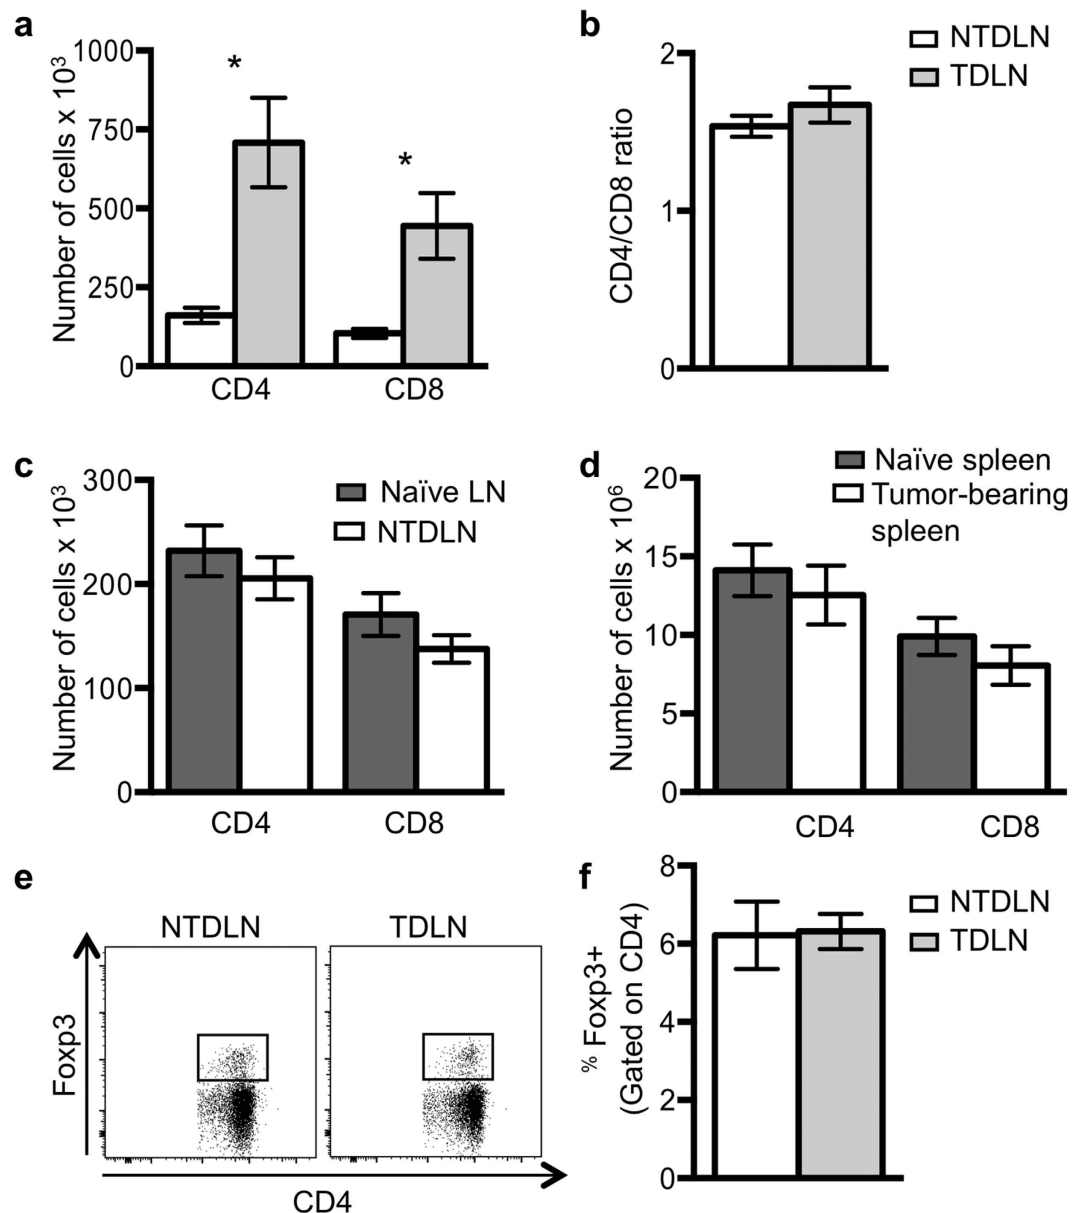 a
Number of cells x 10³
1000
750
500
250
0
*
*
CD4
CD8
b
CD4/CD8 ratio
2
1
0
NTDLN
TDLN
c
Number of cells x 10³
300
200
100
0
Naïve LN
NTDLN
CD4
CD8
d
Number of cells x 10⁶
20
15
10
5
0
Naïve spleen
Tumor-bearing
spleen
CD4
CD8
e
NTDLN
TDLN
Foxp3
CD4
f
% Foxp3+
(Gated on CD4)
8
6
4
2
0
NTDLN
TDLN